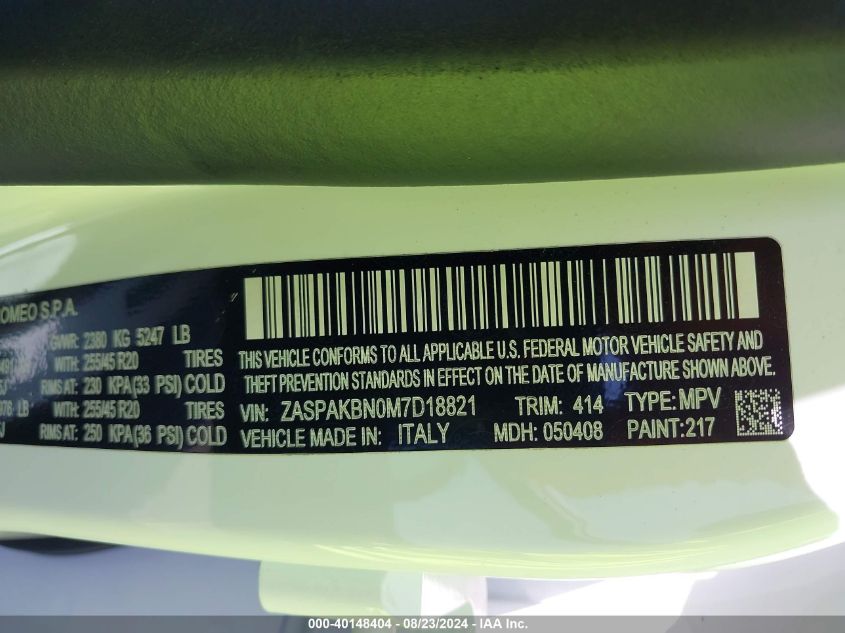 OMEO S.P.A.
GVWR: 2380 KG 5247 LB
WITH: 255/45 R20 TIRES
RIMS AT: 230 KPA(33 PSI) COLD
WITH: 255/45 R20 TIRES
RIMS AT: 250 KPA(36 PSI) COLD
THIS VEHICLE CONFORMS TO ALL APPLICABLE U.S. FEDERAL MOTOR VEHICLE SAFETY AND
THEFT PREVENTION STANDARDS IN EFFECT ON THE DATE OF MANUFACTURE SHOWN ABOVE.
VIN: ZASPAKBN0M7D18821 TRIM: 414 TYPE: MPV
VEHICLE MADE IN: ITALY MDH: 050408 PAINT:217
000-40148404 - 08/23/2024 - IAA Inc.